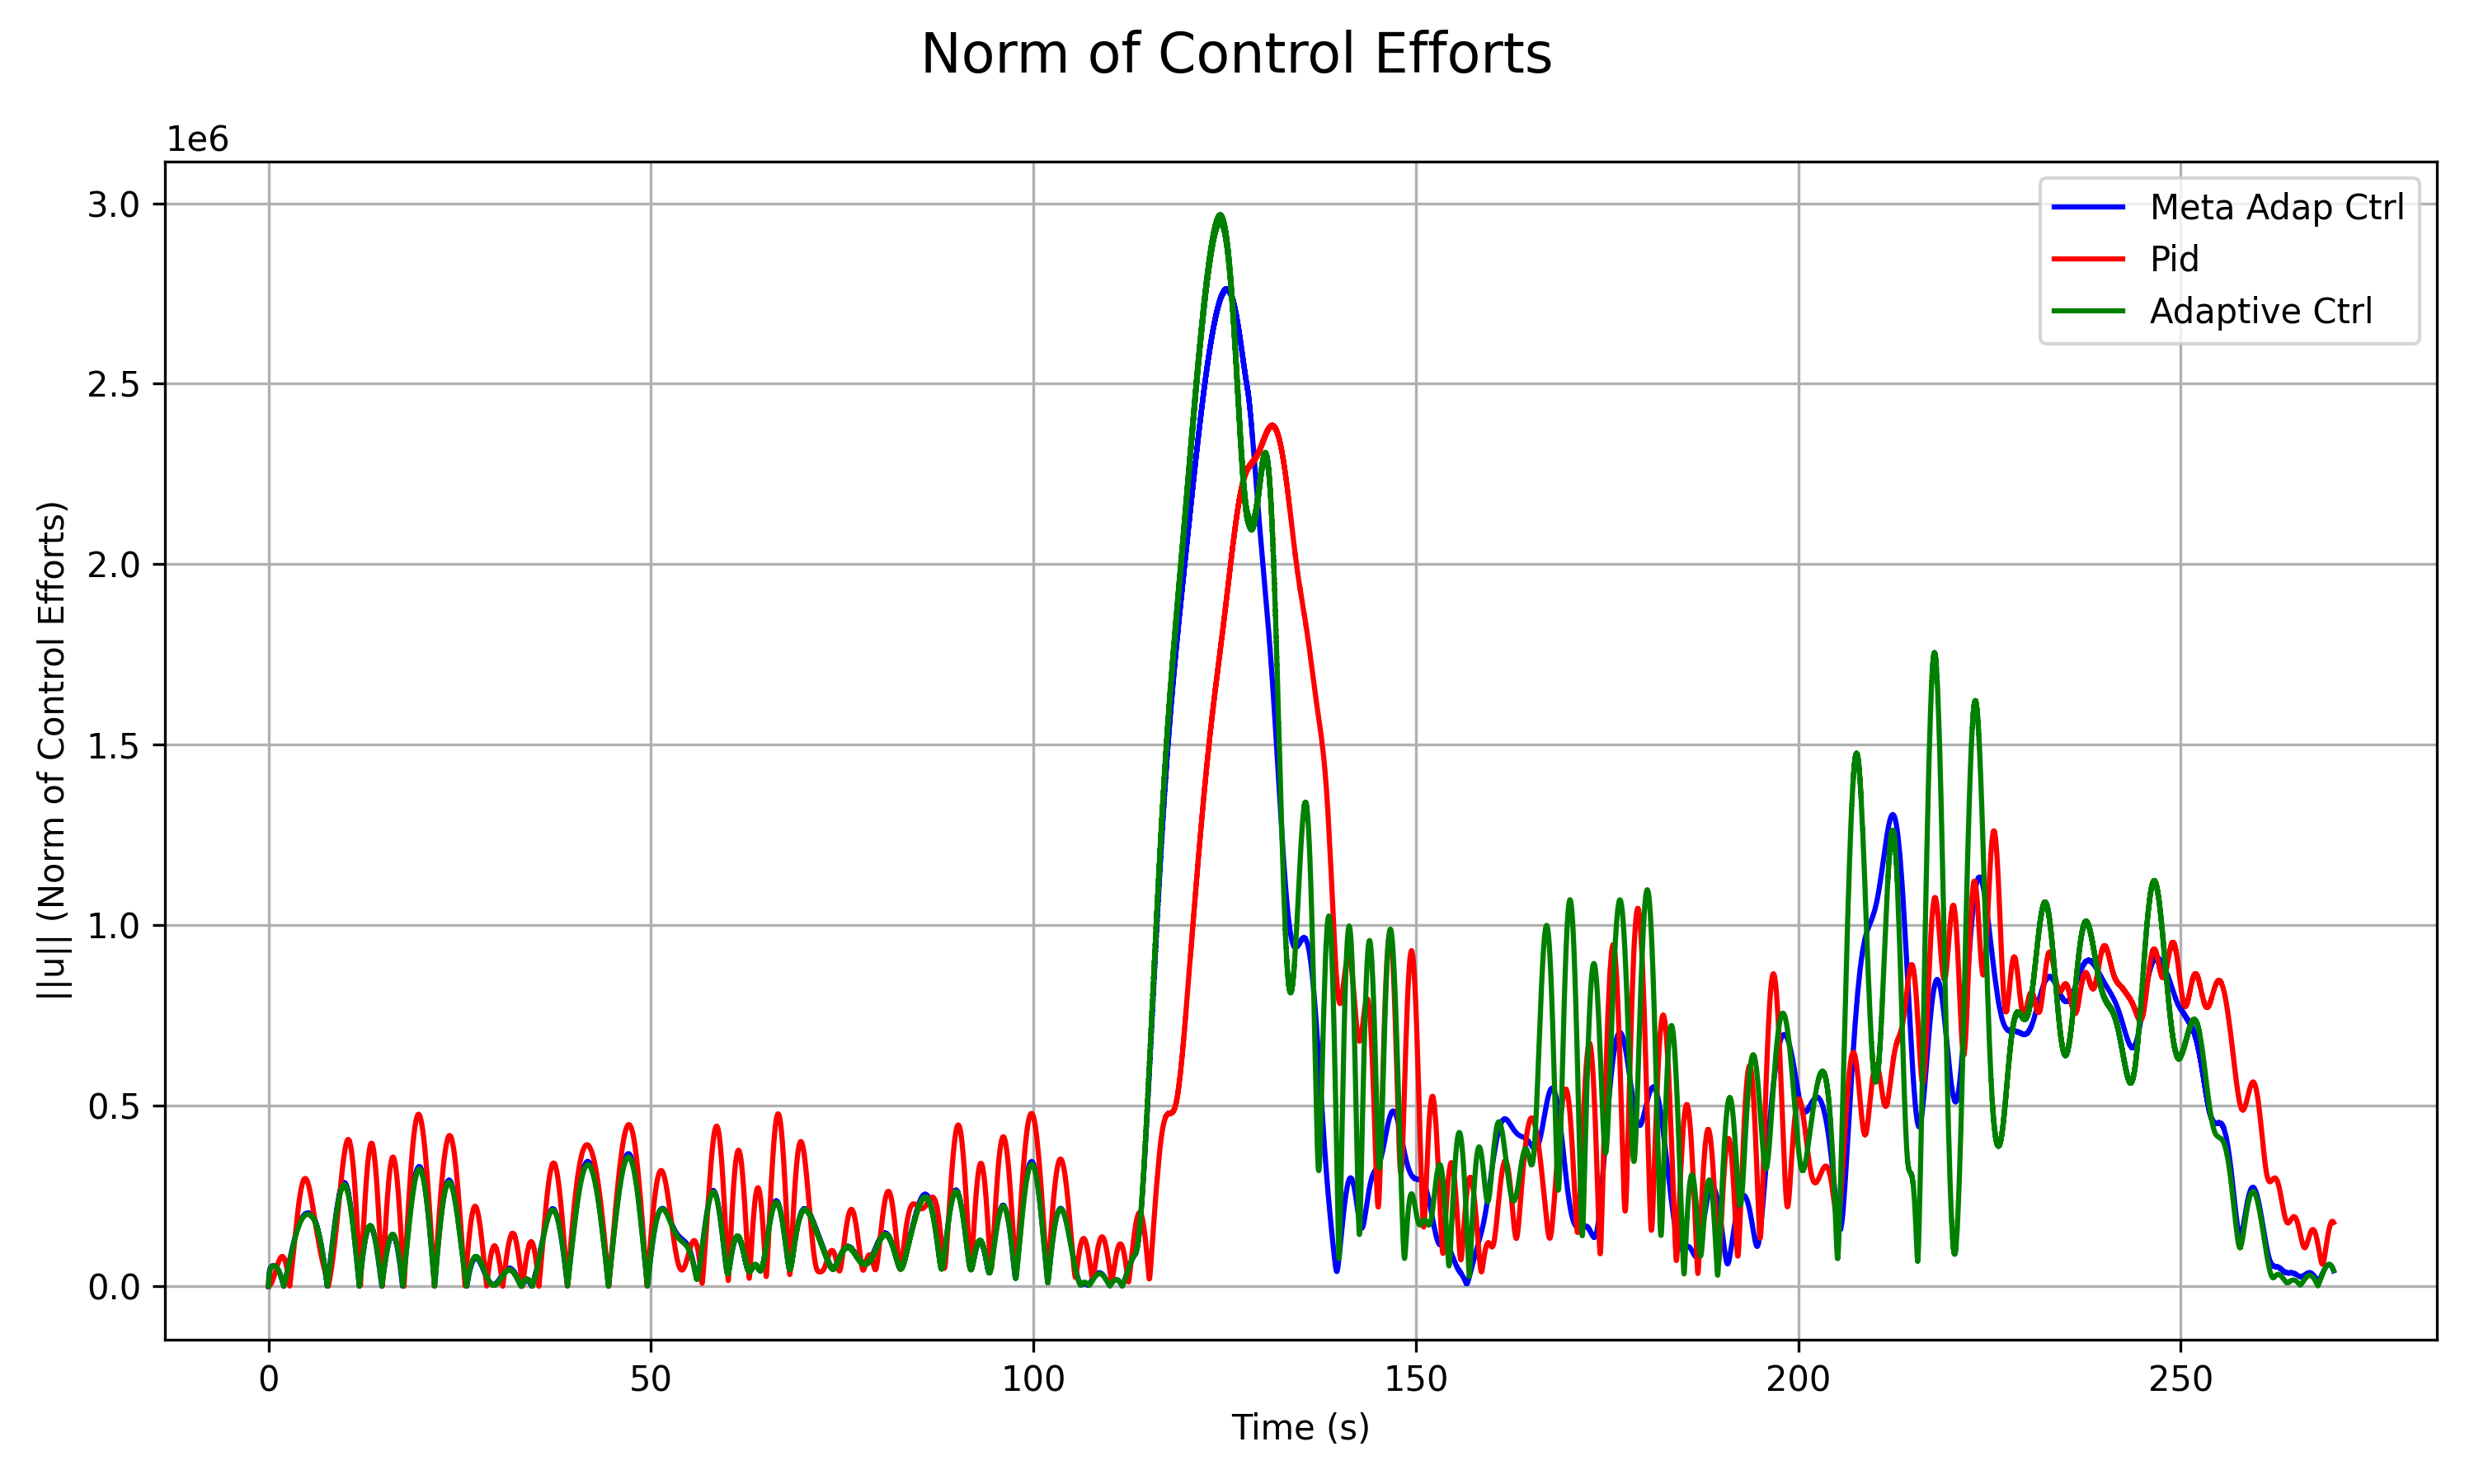 Norm of Control Efforts
1e6
3.0
2.5
2.0
1.5
1.0
0.5
0.0
||u|| (Norm of Control Efforts)
Meta Adap Ctrl
Pid
Adaptive Ctrl
0 50 100 150 200 250
Time (s)